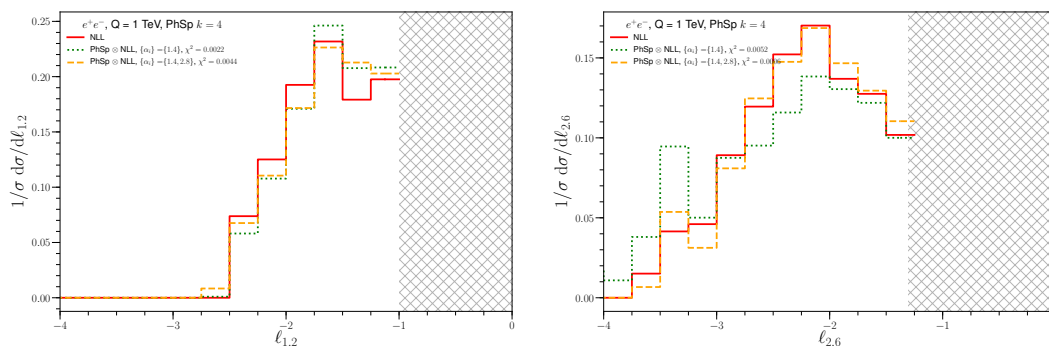 e⁺e⁻, Q = 1 TeV, PhSp k = 4
NLL
PhSp ⊗ NLL, {αᵢ} −{1.4}, χ² − 0.0022
PhSp ⊗ NLL, {αᵢ} −{1.4, 2.8}, χ² − 0.0044
1/σ dσ/dℓ₁.₂
0.25
0.20
0.15
0.10
0.05
0.00
−4
−3
−2
−1
0
ℓ₁.₂
e⁺e⁻, Q = 1 TeV, PhSp k = 4
NLL
PhSp ⊗ NLL, {αᵢ} −{1.4}, χ² − 0.0052
PhSp ⊗ NLL, {αᵢ} −{1.4, 2.8}, χ²
1/σ dσ/dℓ₂.₆
0.15
0.10
0.05
0.00
−4
−3
−2
−1
ℓ₂.₆